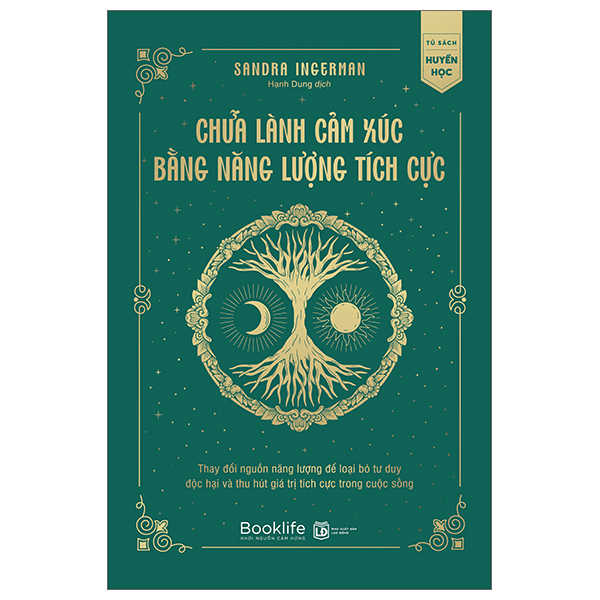 TỦ SÁCH
HUYỀN
HỌC
SANDRA INGERMAN
Hạnh Dung dịch
CHỮA LÀNH CẢM XÚC
BẰNG NĂNG LƯỢNG TÍCH CỰC
Thay đổi nguồn năng lượng để loại bỏ tư duy
độc hại và thu hút giá trị tích cực trong cuộc sống
Booklife
KHƠI NGUỒN CẢM HỨNG
LĐ
NHÀ XUẤT BẢN
LAO ĐỘNG